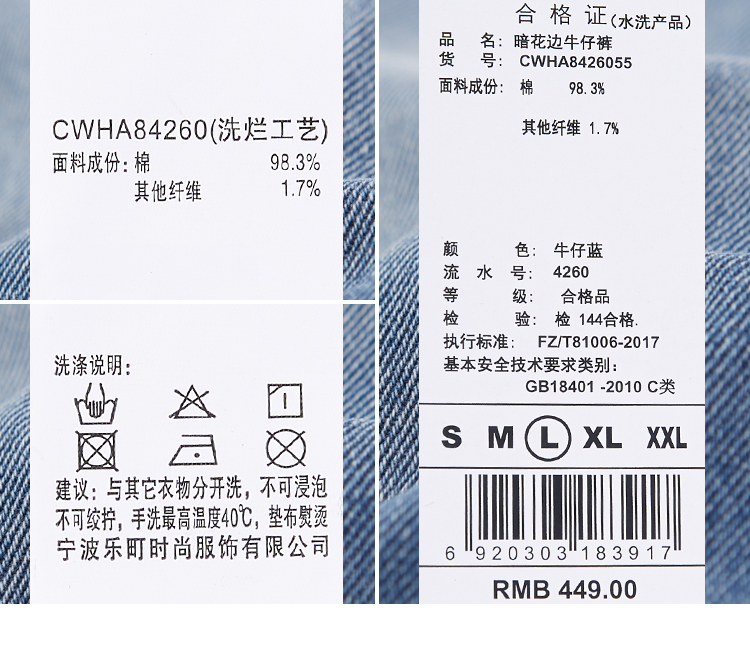 CWHA84260(洗烂工艺)
面料成份: 棉 98.3%
其他纤维 1.7%
洗涤说明:
建议: 与其它衣物分开洗, 不可浸泡
不可绞拧, 手洗最高温度40℃, 垫布熨烫
宁波乐町时尚服饰有限公司
合格证(水洗产品)
品 名: 暗花边牛仔裤
货 号: CWHA8426055
面料成份: 棉 98.3%
其他纤维 1.7%
颜 色: 牛仔蓝
流 水 号: 4260
等 级: 合格品
检 验: 检 144合格.
执行标准: FZ/T81006-2017
基本安全技术要求类别:
GB18401 -2010 C类
S M L XL XXL
6 920303 183917
RMB 449.00